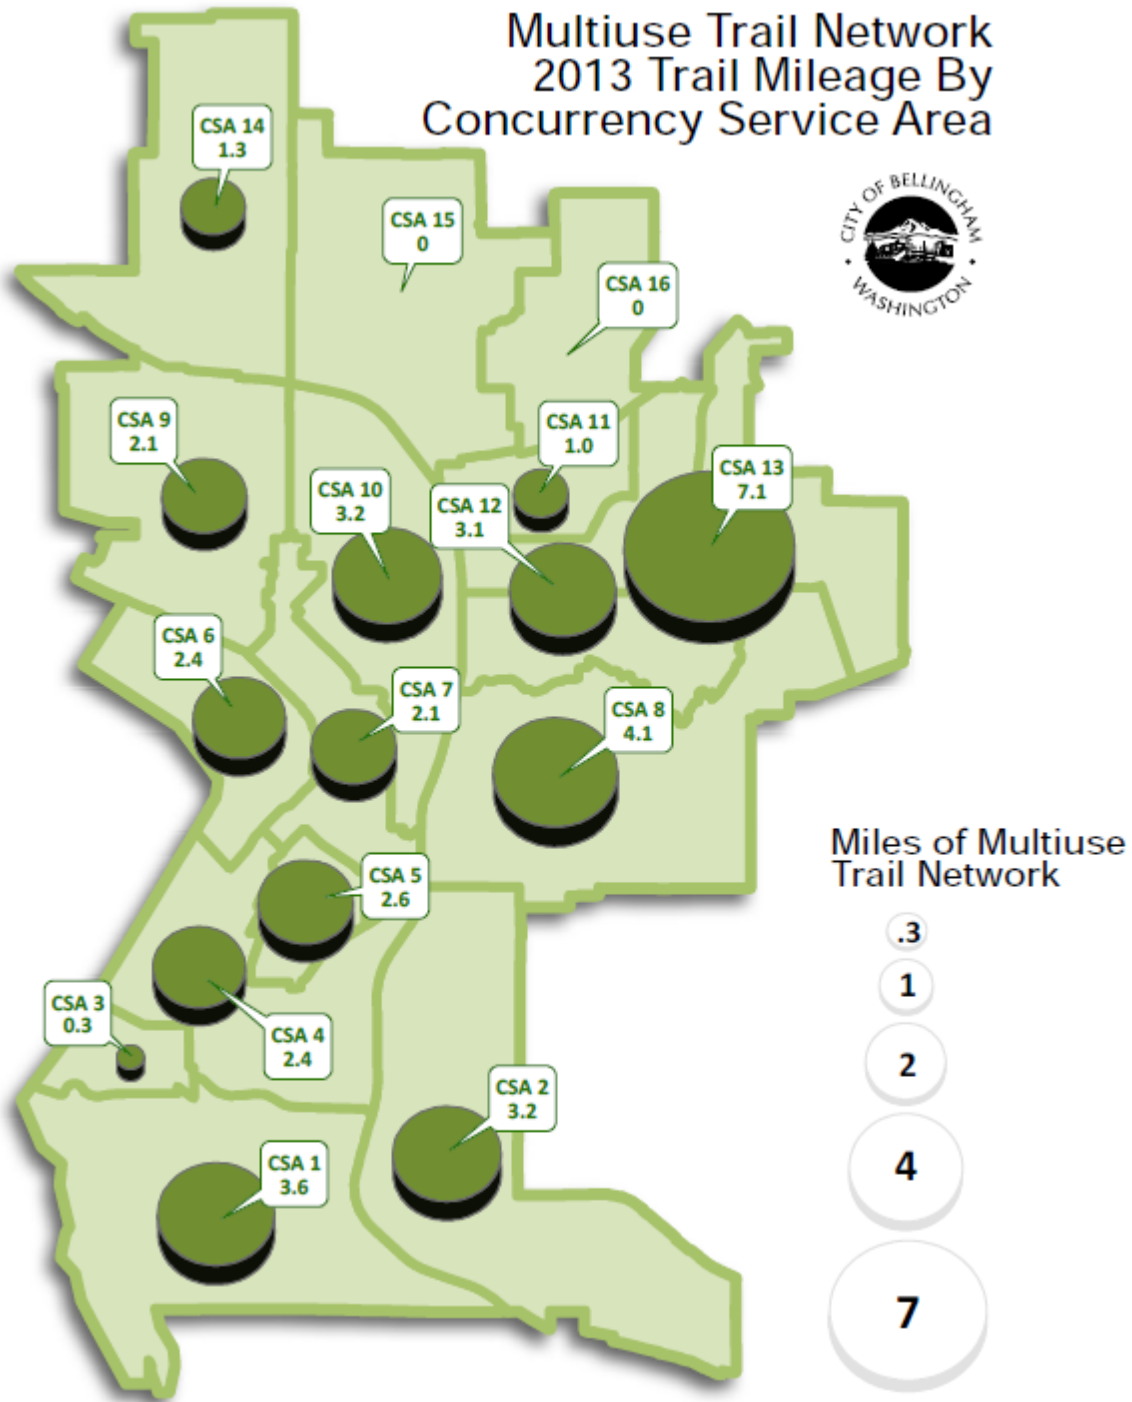 Multiuse Trail Network
2013 Trail Mileage By
Concurrency Service Area
CITY OF BELLINGHAM
• WASHINGTON •
CSA 14
1.3
CSA 15
0
CSA 16
0
CSA 9
2.1
CSA 11
1.0
CSA 10
3.2
CSA 12
3.1
CSA 13
7.1
CSA 6
2.4
CSA 7
2.1
CSA 8
4.1
CSA 5
2.6
CSA 3
0.3
CSA 4
2.4
CSA 2
3.2
CSA 1
3.6
Miles of Multiuse
Trail Network
.3
1
2
4
7